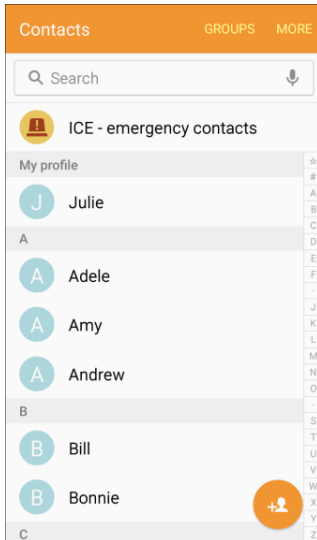 Contacts GROUPS MORE
Search
ICE - emergency contacts
My profile
☆
#
J Julie
A
B
A
C
D
A Adele
E
F
-
A Amy
J
K
L
A Andrew
M
N
O
B
-
S
B Bill
T
U
V
B Bonnie
W
X
Y
C
Z